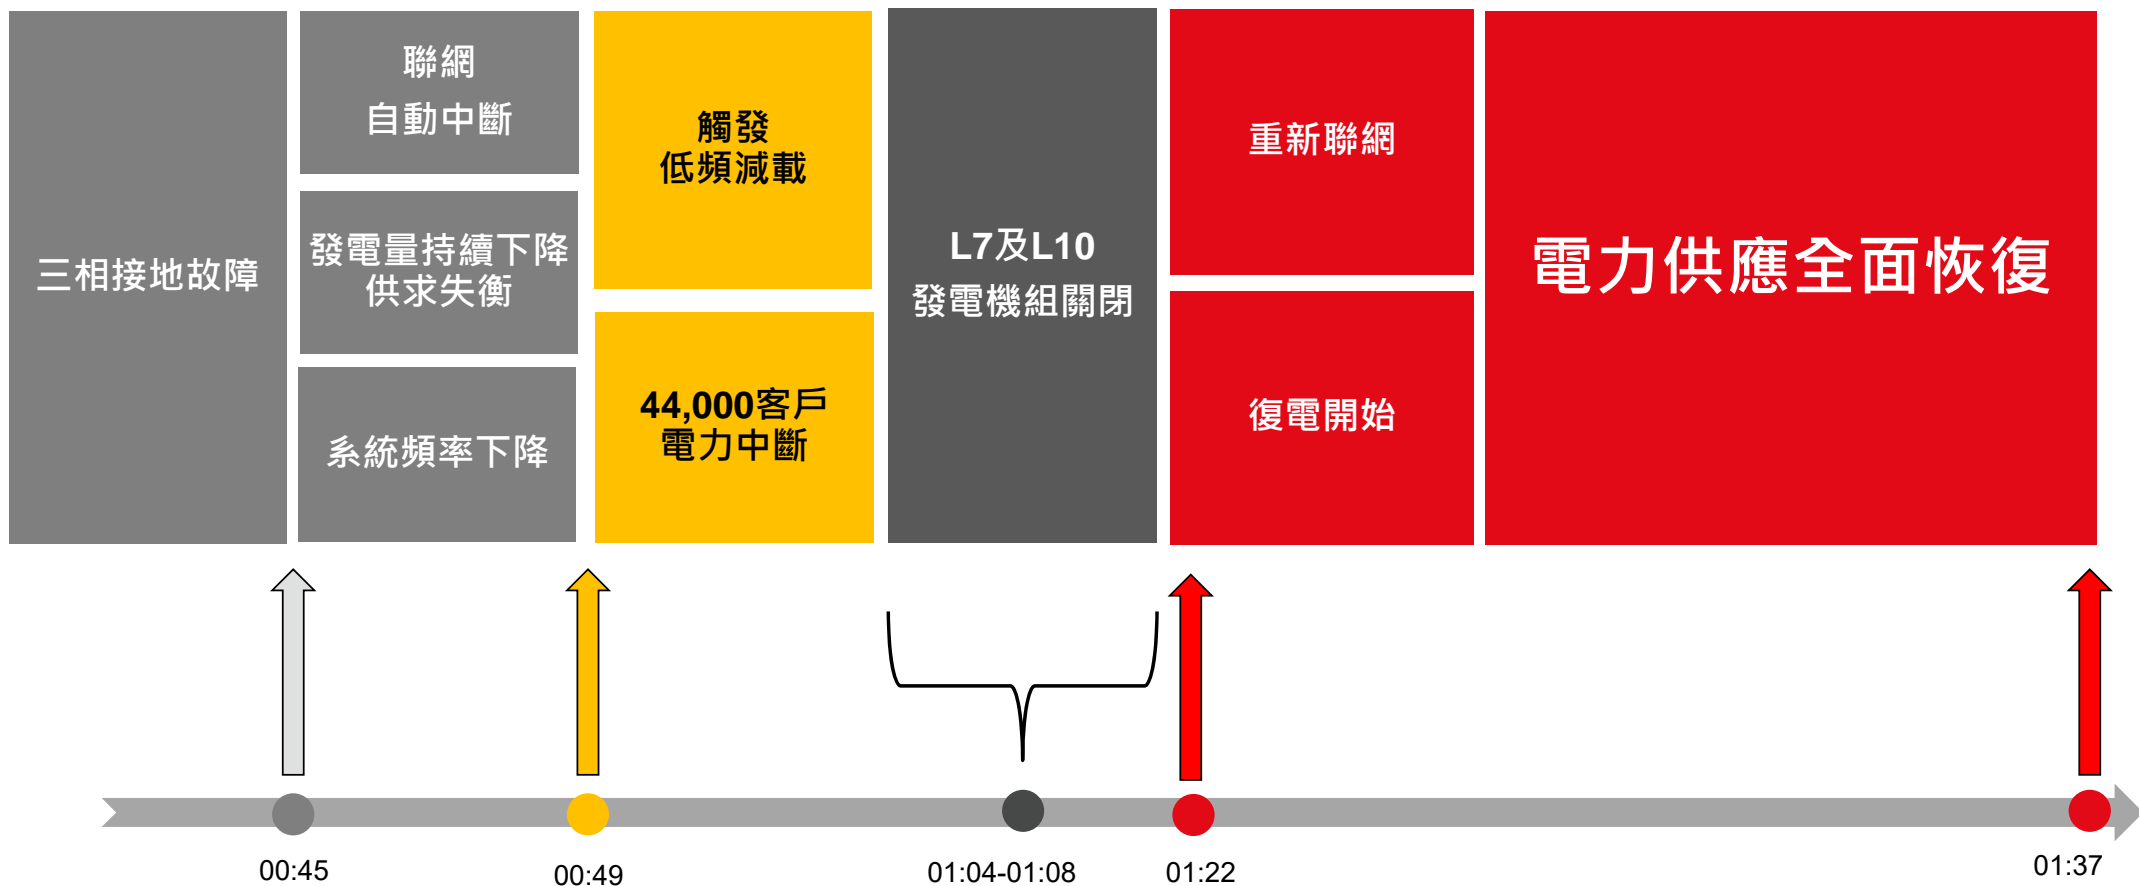 三相接地故障
聯網
自動中斷
發電量持續下降
供求失衡
系統頻率下降
觸發
低頻減載
44,000客戶
電力中斷
L7及L10
發電機組關閉
重新聯網
復電開始
電力供應全面恢復
00:45
00:49
01:04-01:08
01:22
01:37